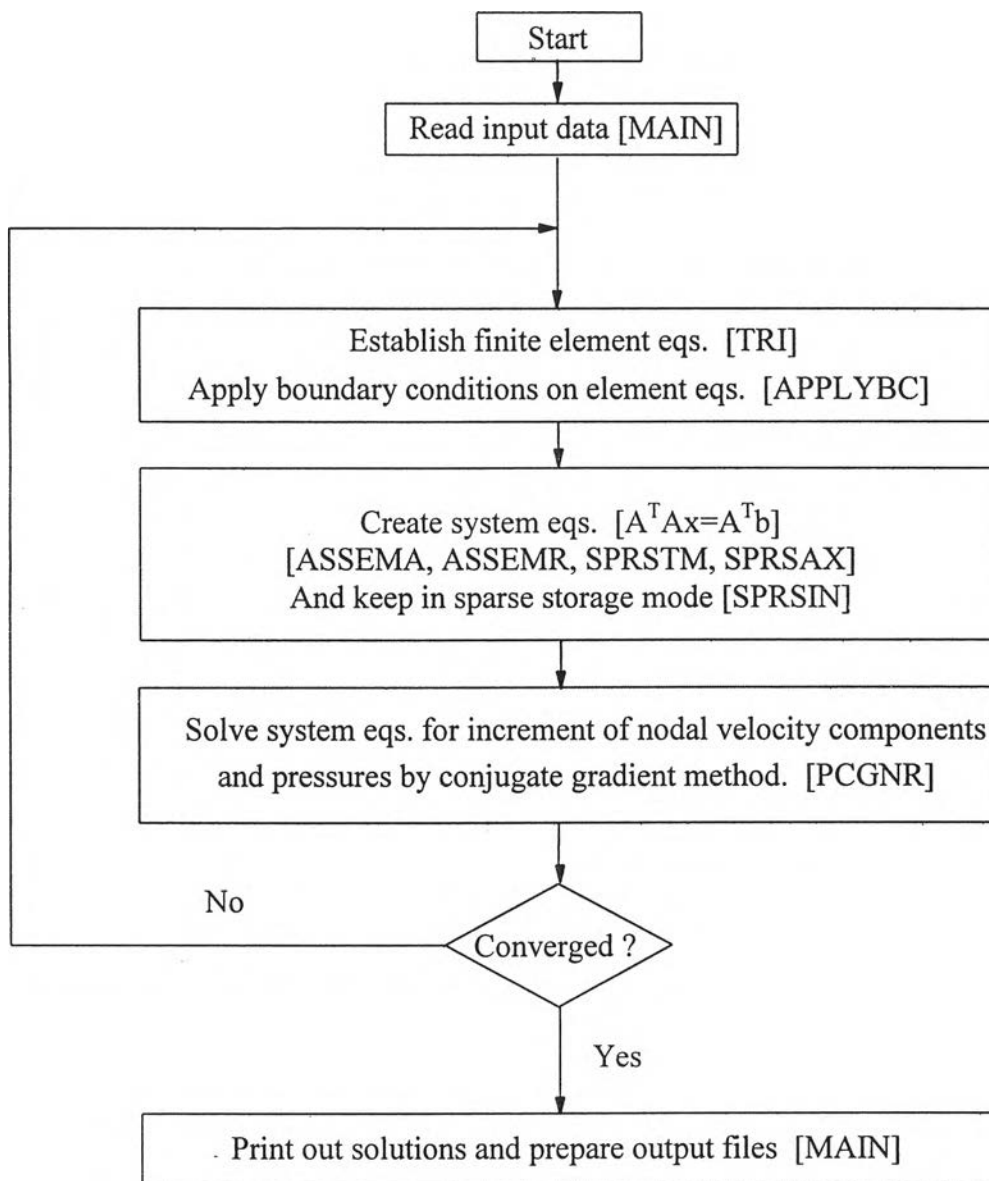 Start
Read input data [MAIN]
Establish finite element eqs. [TRI]
Apply boundary conditions on element eqs. [APPLYBC]
Create system eqs. [AᵀAx=Aᵀb]
[ASSEMA, ASSEMR, SPRSTM, SPRSAX]
And keep in sparse storage mode [SPRSIN]
Solve system eqs. for increment of nodal velocity components
and pressures by conjugate gradient method. [PCGNR]
No
Converged ?
Yes
Print out solutions and prepare output files [MAIN]